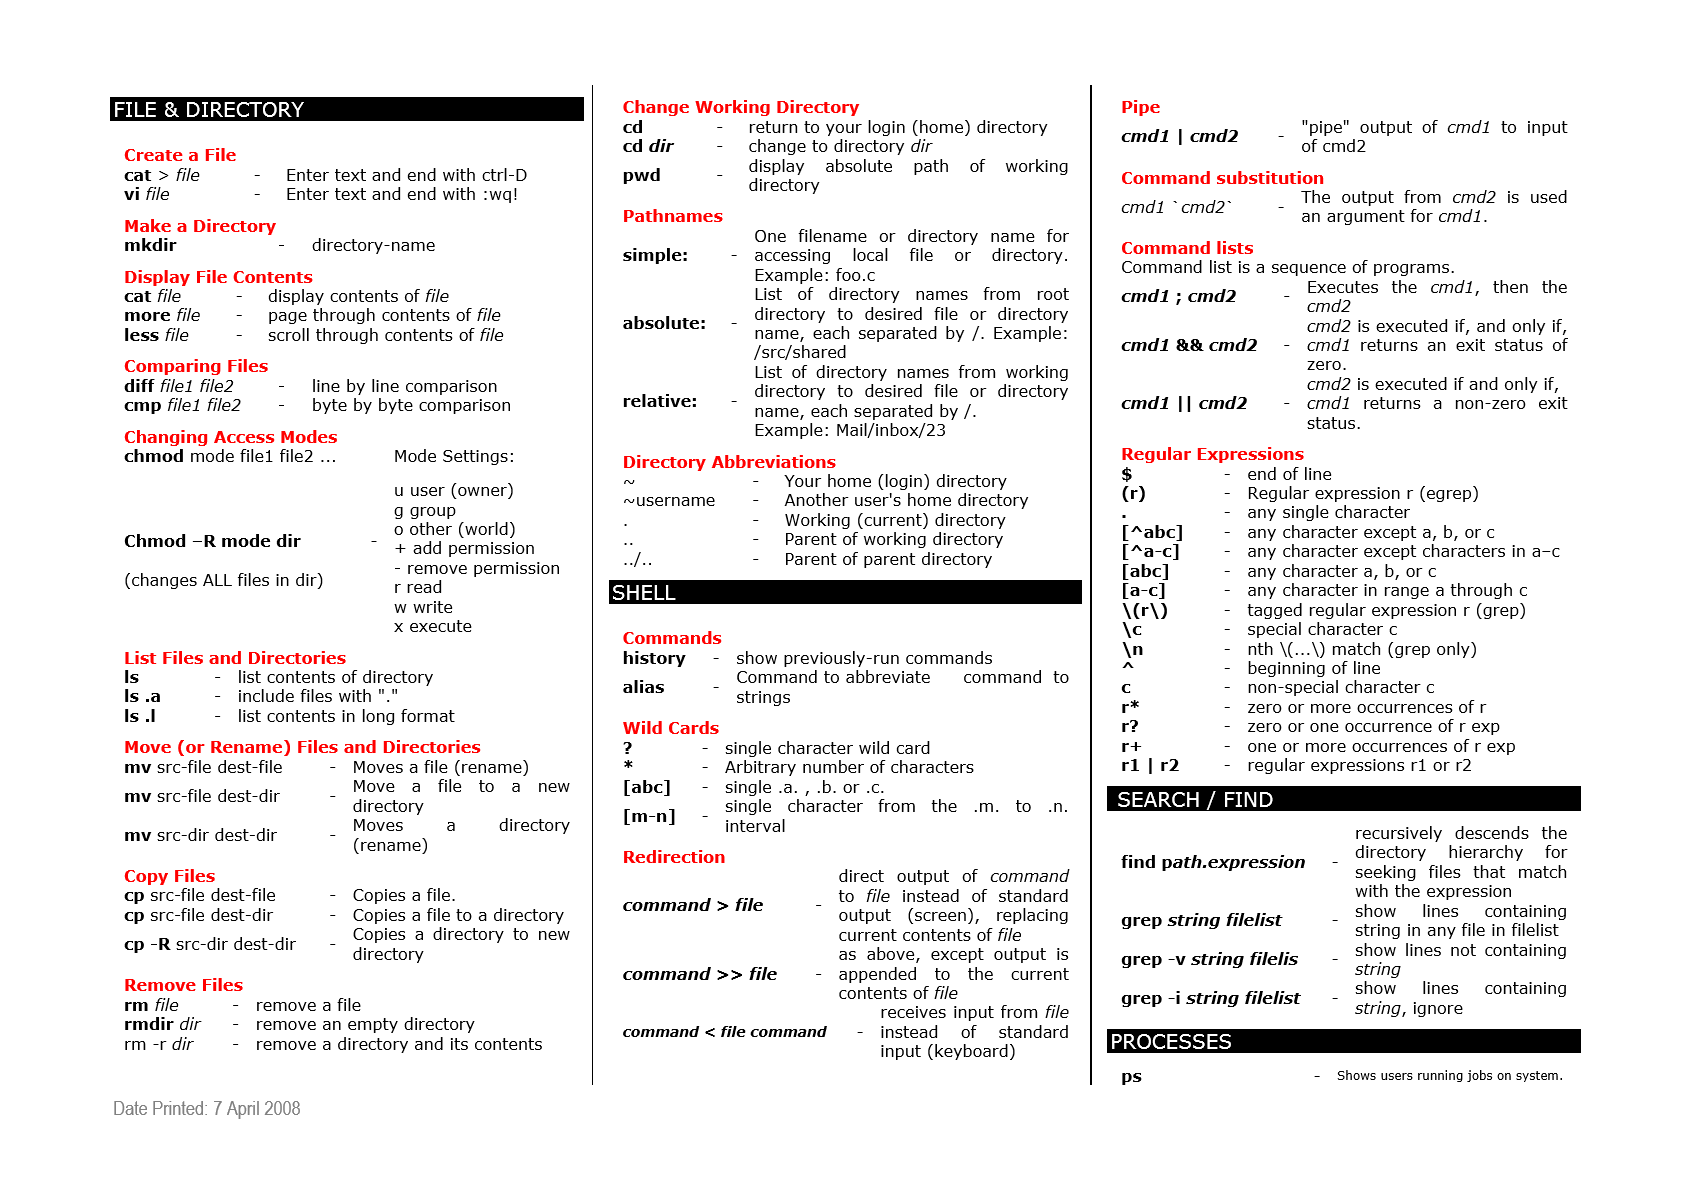 FILE & DIRECTORY
Create a File
cat > file - Enter text and end with ctrl-D
vi file - Enter text and end with :wq!
Make a Directory
mkdir - directory-name
Display File Contents
cat file - display contents of file
more file - page through contents of file
less file - scroll through contents of file
Comparing Files
diff file1 file2 - line by line comparison
cmp file1 file2 - byte by byte comparison
Changing Access Modes
chmod mode file1 file2 ... Mode Settings:
u user (owner)
g group
o other (world)
Chmod –R mode dir - + add permission
- remove permission
(changes ALL files in dir) r read
w write
x execute
List Files and Directories
ls - list contents of directory
ls .a - include files with "."
ls .l - list contents in long format
Move (or Rename) Files and Directories
mv src-file dest-file - Moves a file (rename)
mv src-file dest-dir - Move a file to a new
directory
mv src-dir dest-dir - Moves a directory
(rename)
Copy Files
cp src-file dest-file - Copies a file.
cp src-file dest-dir - Copies a file to a directory
cp -R src-dir dest-dir - Copies a directory to new
directory
Remove Files
rm file - remove a file
rmdir dir - remove an empty directory
rm -r dir - remove a directory and its contents
Change Working Directory
cd - return to your login (home) directory
cd dir - change to directory dir
pwd - display absolute path of working
directory
Pathnames
One filename or directory name for
simple: - accessing local file or directory.
Example: foo.c
List of directory names from root
absolute: - directory to desired file or directory
name, each separated by /. Example:
/src/shared
List of directory names from working
relative: - directory to desired file or directory
name, each separated by /.
Example: Mail/inbox/23
Directory Abbreviations
~ - Your home (login) directory
~username - Another user's home directory
. - Working (current) directory
.. - Parent of working directory
../.. - Parent of parent directory
SHELL
Commands
history - show previously-run commands
alias - Command to abbreviate command to
strings
Wild Cards
? - single character wild card
* - Arbitrary number of characters
[abc] - single .a. , .b. or .c.
[m-n] - single character from the .m. to .n.
interval
Redirection
direct output of command
command > file - to file instead of standard
output (screen), replacing
current contents of file
as above, except output is
command >> file - appended to the current
contents of file
receives input from file
command < file command - instead of standard
input (keyboard)
Pipe
cmd1 | cmd2 - "pipe" output of cmd1 to input
of cmd2
Command substitution
cmd1 `cmd2` - The output from cmd2 is used
an argument for cmd1.
Command lists
Command list is a sequence of programs.
cmd1 ; cmd2 - Executes the cmd1, then the
cmd2
cmd2 is executed if, and only if,
cmd1 && cmd2 - cmd1 returns an exit status of
zero.
cmd2 is executed if and only if,
cmd1 || cmd2 - cmd1 returns a non-zero exit
status.
Regular Expressions
$ - end of line
(r) - Regular expression r (egrep)
. - any single character
[^abc] - any character except a, b, or c
[^a-c] - any character except characters in a–c
[abc] - any character a, b, or c
[a-c] - any character in range a through c
\(r\) - tagged regular expression r (grep)
\c - special character c
\n - nth \(...\) match (grep only)
^ - beginning of line
c - non-special character c
r* - zero or more occurrences of r
r? - zero or one occurrence of r exp
r+ - one or more occurrences of r exp
r1 | r2 - regular expressions r1 or r2
SEARCH / FIND
recursively descends the
find path.expression - directory hierarchy for
seeking files that match
with the expression
grep string filelist - show lines containing
string in any file in filelist
grep -v string filelis - show lines not containing
string
grep -i string filelist - show lines containing
string, ignore
PROCESSES
ps - Shows users running jobs on system.
Date Printed: 7 April 2008